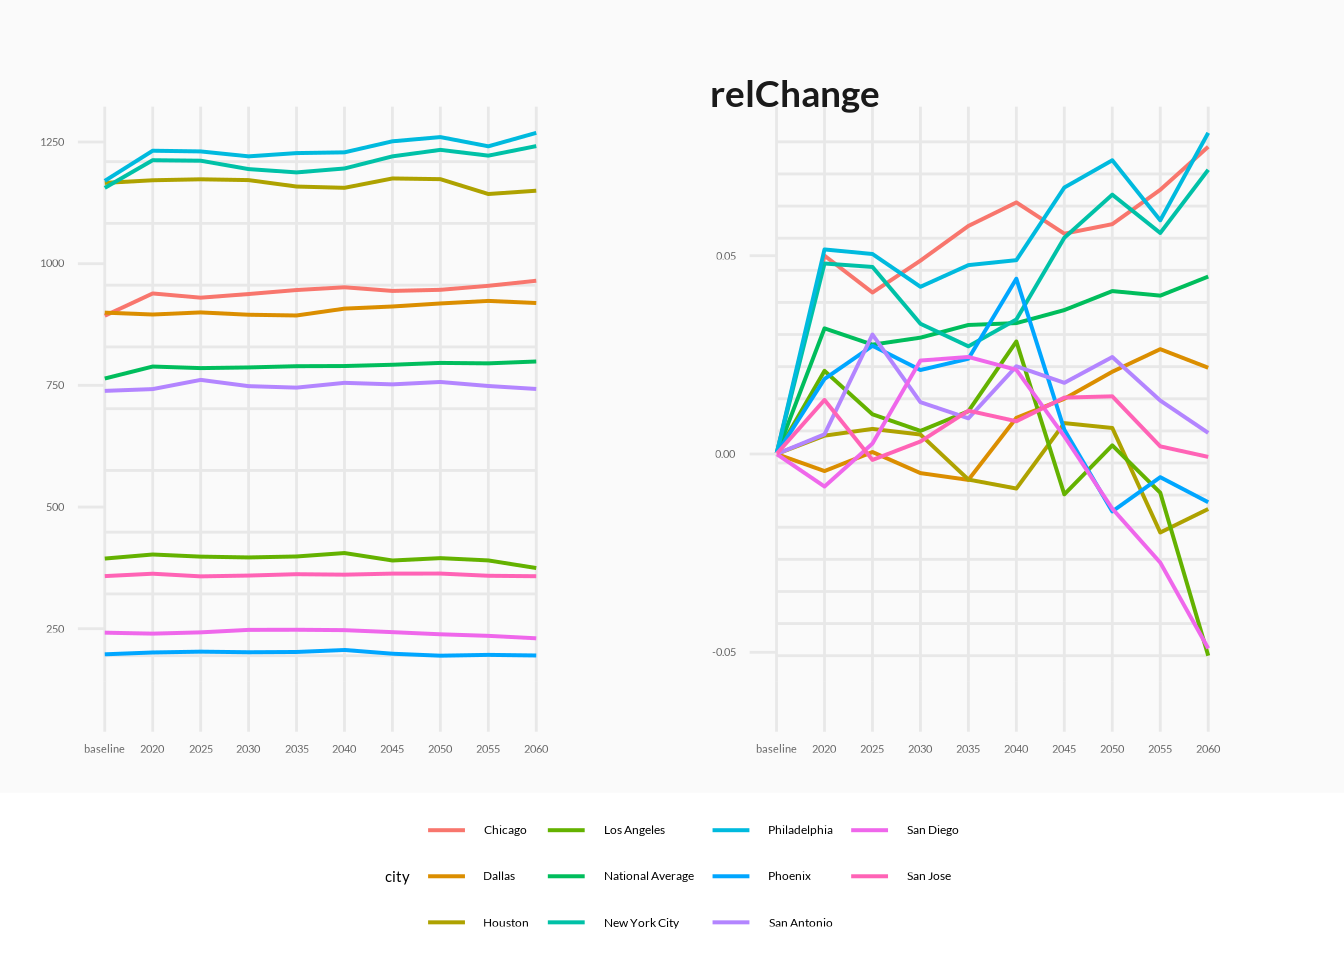 relChange
1250
1000
750
500
250
baseline 2020 2025 2030 2035 2040 2045 2050 2055 2060
0.05
0.00
-0.05
baseline 2020 2025 2030 2035 2040 2045 2050 2055 2060
city
Chicago Los Angeles Philadelphia San Diego
Dallas National Average Phoenix San Jose
Houston New York City San Antonio